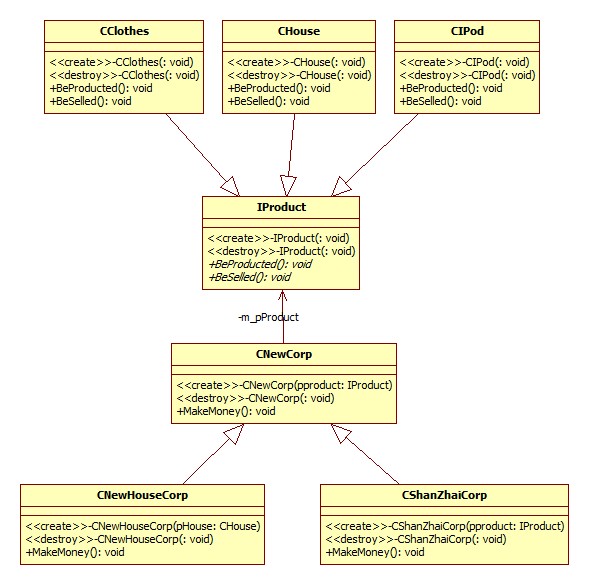 CClothes
<<create>>-CClothes(: void)
<<destroy>>-CClothes(: void)
+BeProducted(): void
+BeSelled(): void
CHouse
<<create>>-CHouse(: void)
<<destroy>>-CHouse(: void)
+BeProducted(): void
+BeSelled(): void
CIPod
<<create>>-CIPod(: void)
<<destroy>>-CIPod(: void)
+BeProducted(): void
+BeSelled(): void
IProduct
<<create>>-IProduct(: void)
<<destroy>>-IProduct(: void)
+BeProducted(): void
+BeSelled(): void
-m_pProduct
CNewCorp
<<create>>-CNewCorp(pproduct: IProduct)
<<destroy>>-CNewCorp(: void)
+MakeMoney(): void
CNewHouseCorp
<<create>>-CNewHouseCorp(pHouse: CHouse)
<<destroy>>-CNewHouseCorp(: void)
+MakeMoney(): void
CShanZhaiCorp
<<create>>-CShanZhaiCorp(pproduct: IProduct)
<<destroy>>-CShanZhaiCorp(: void)
+MakeMoney(): void